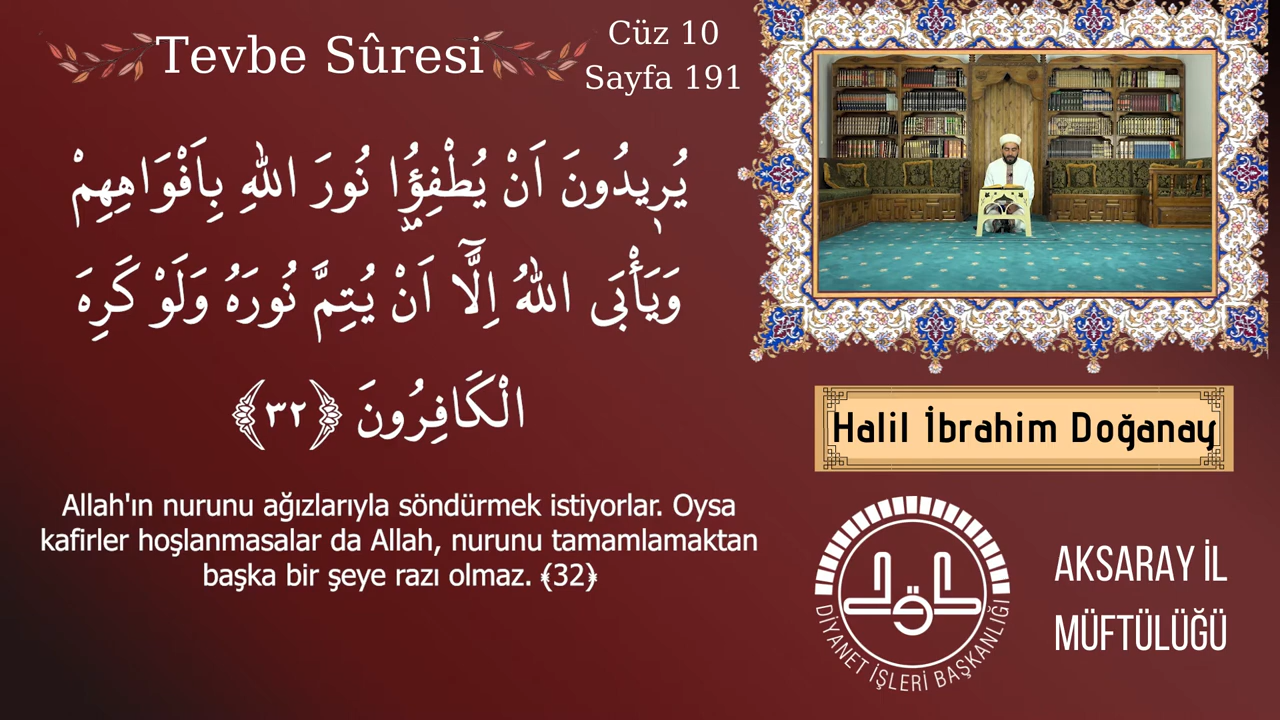 Tevbe Sûresi
Cüz 10
Sayfa 191
يُرٖيدُونَ اَنْ يُطْفِؤُ۫ا نُورَ اللّٰهِ بِاَفْوَاهِهِمْ
وَيَأْبَى اللّٰهُ اِلَّٓا اَنْ يُتِمَّ نُورَهُ وَلَوْ كَرِهَ
الْكَافِرُونَ ﴿٣٢﴾
Allah'ın nurunu ağızlarıyla söndürmek istiyorlar. Oysa
kafirler hoşlanmasalar da Allah, nurunu tamamlamaktan
başka bir şeye razı olmaz. ﴾32﴿
Halil İbrahim Doğanay
DİYANET İŞLERİ BAŞKANLIĞI
AKSARAY İL
MÜFTÜLÜĞÜ